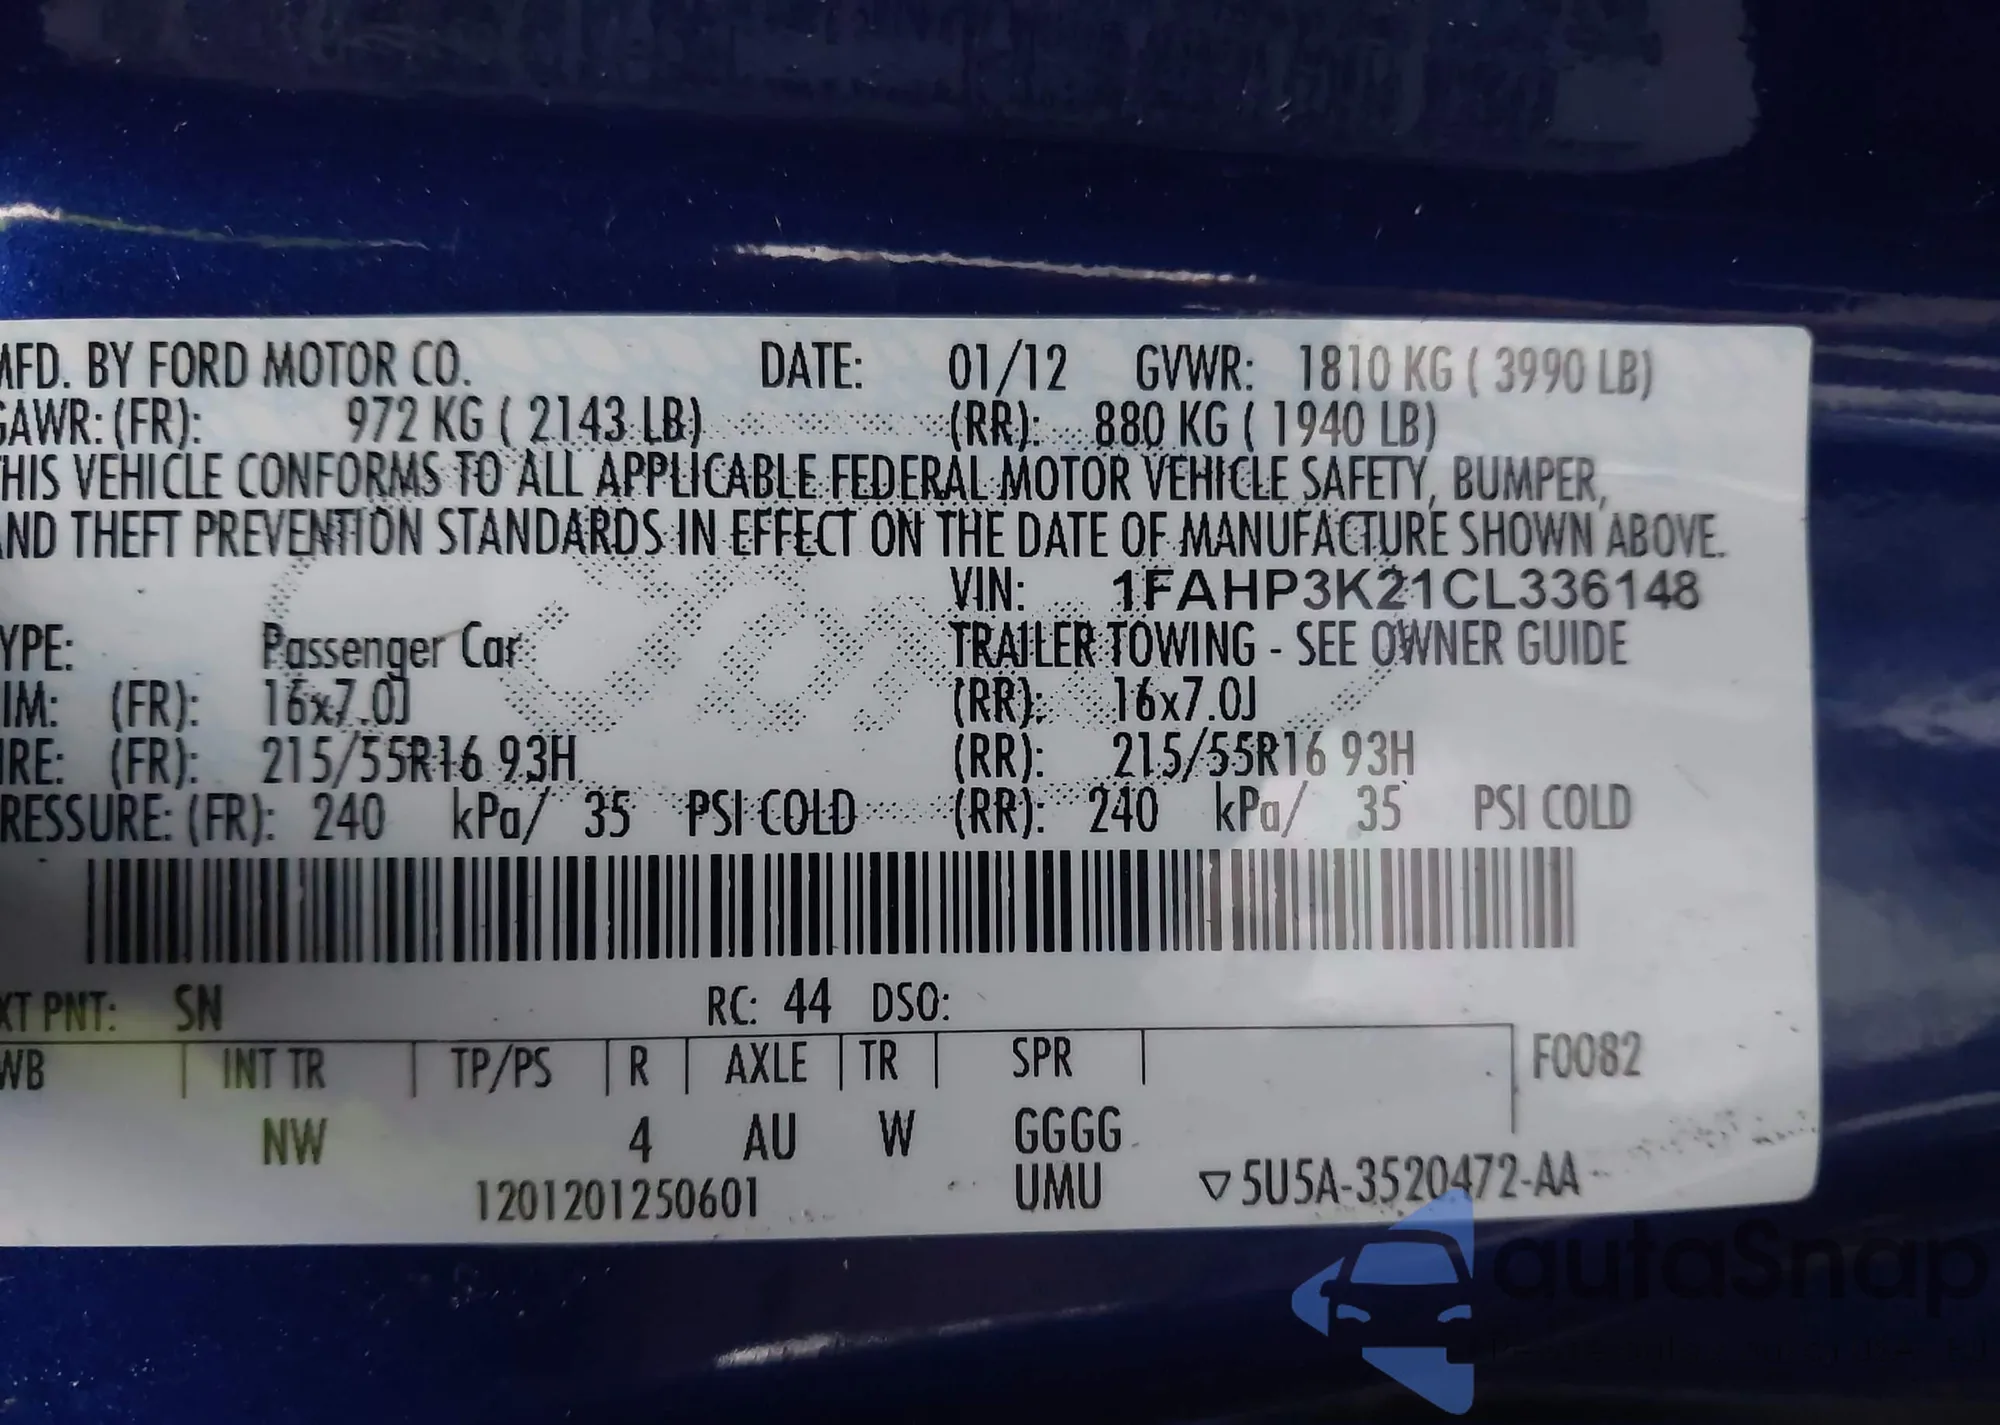 MFD. BY FORD MOTOR CO. DATE: 01/12 GVWR: 1810 KG ( 3990 LB)
GAWR: (FR): 972 KG ( 2143 LB) (RR): 880 KG ( 1940 LB)
THIS VEHICLE CONFORMS TO ALL APPLICABLE FEDERAL MOTOR VEHICLE SAFETY, BUMPER,
AND THEFT PREVENTION STANDARDS IN EFFECT ON THE DATE OF MANUFACTURE SHOWN ABOVE.
VIN: 1FAHP3K21CL336148
YPE: Passenger Car TRAILER TOWING - SEE OWNER GUIDE
IM: (FR): 16x7.0J (RR): 16x7.0J
IRE: (FR): 215/55R16 93H (RR): 215/55R16 93H
RESSURE: (FR): 240 kPa/ 35 PSI COLD (RR): 240 kPa/ 35 PSI COLD
XT PNT: SN RC: 44 DSO:
WB INT TR TP/PS R AXLE TR SPR F0082
NW 4 AU W GGGG
1201201250601 UMU ▽5U5A-3520472-AA
autaSnap